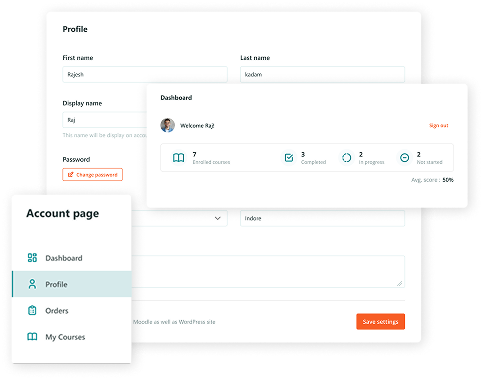 Profile
First name
Last name
Rajesh
kadam
Display name
Raj
This name will be display on accou
Password
Change password
Indore
Moodle as well as WordPress site
Save settings
Dashboard
Welcome Raj!
Sign out
7
Enrolled courses
3
Completed
2
In progress
2
Not started
Avg. score : 50%
Account page
Dashboard
Profile
Orders
My Courses